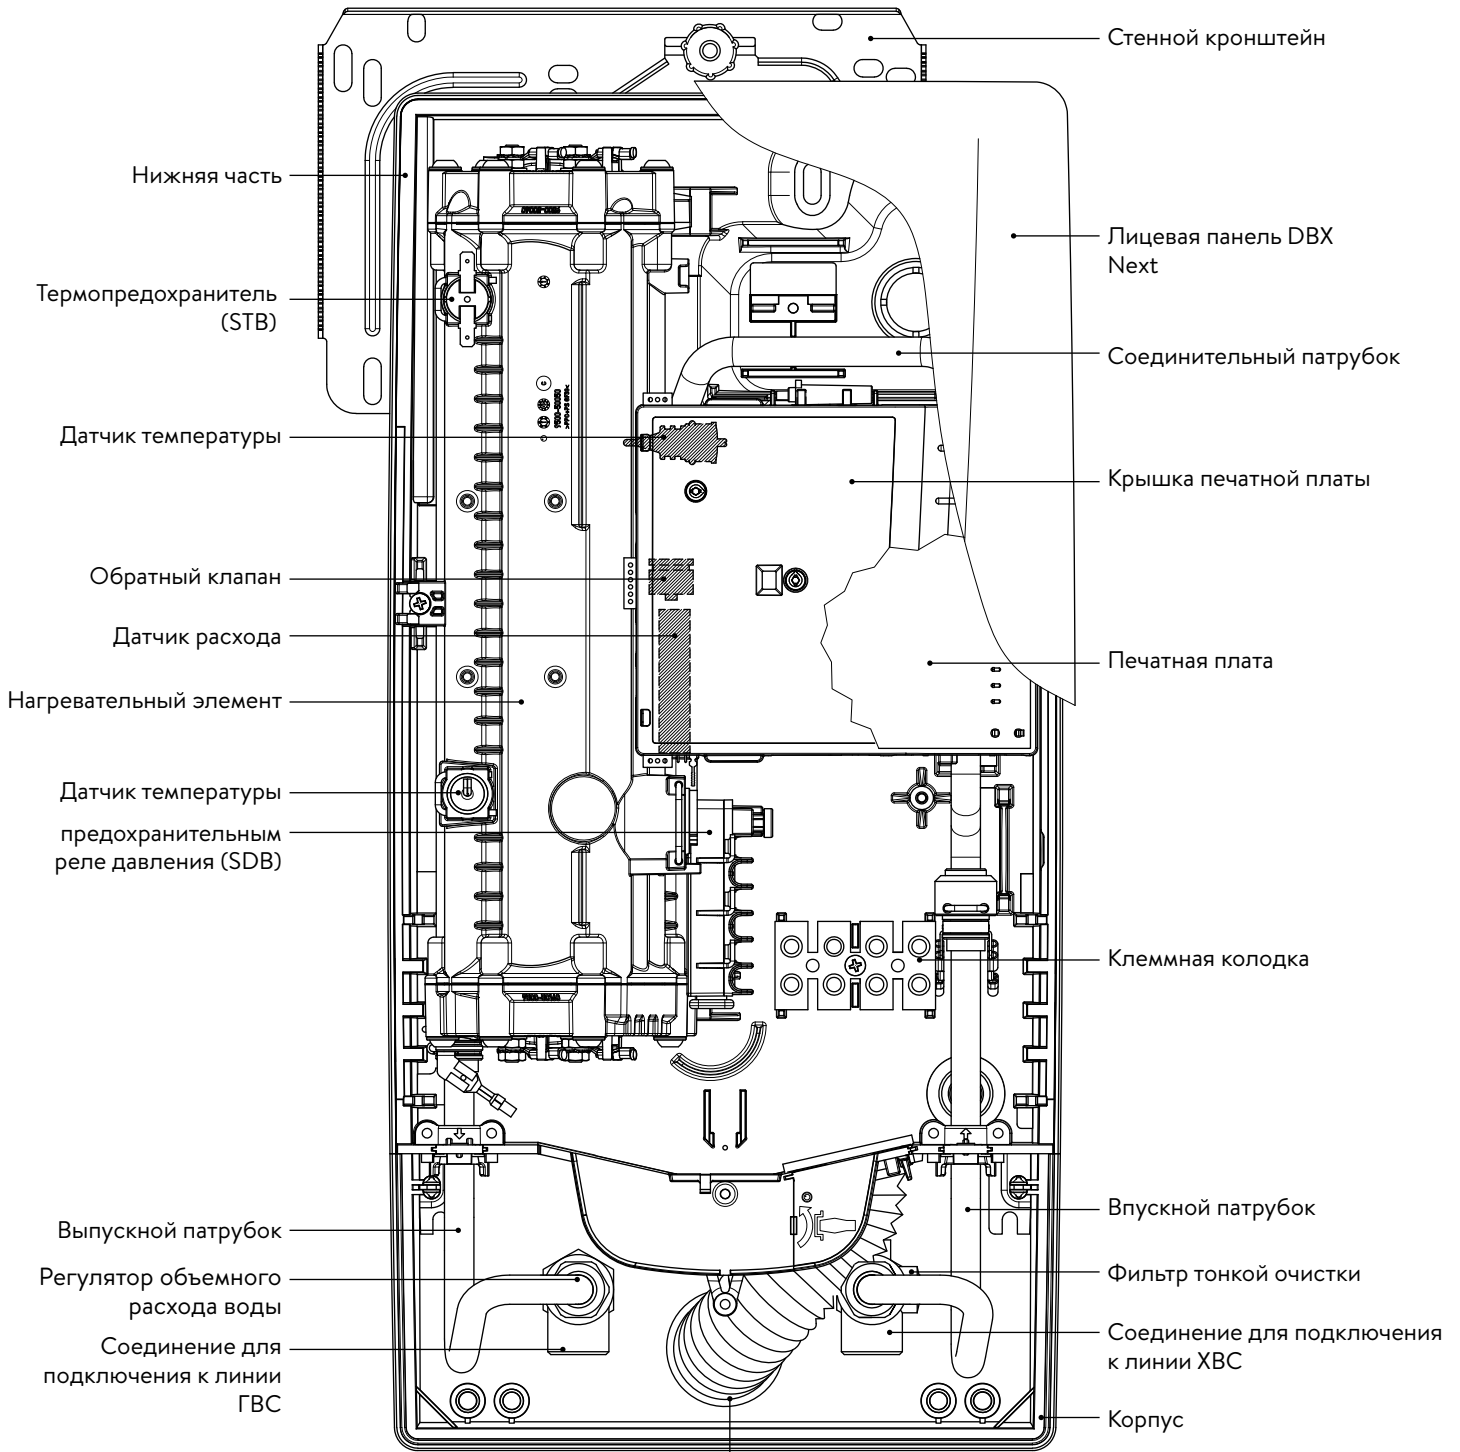 Стенной кронштейн
Нижняя часть
Лицевая панель DBX
Next
Термопредохранитель
(STB)
Соединительный патрубок
Датчик температуры
Крышка печатной платы
Обратный клапан
Датчик расхода
Печатная плата
Нагревательный элемент
Датчик температуры
предохранительным
реле давления (SDB)
Клеммная колодка
Впускной патрубок
Выпускной патрубок
Фильтр тонкой очистки
Регулятор объемного
расхода воды
Соединение для подключения
к линии ХВС
Соединение для
подключения к линии
ГВС
Корпус